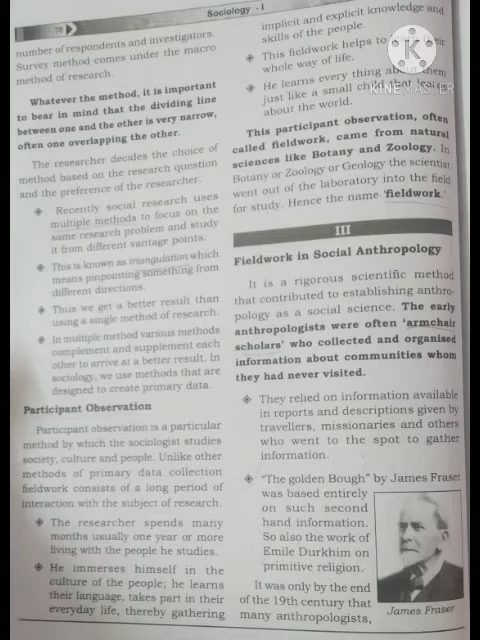 76
Sociology - I
number of respondents and investigators.
Survey method comes under the macro
method of research.
Whatever the method, it is important
to bear in mind that the dividing line
between one and the other is very narrow,
often one overlapping the other.
The researcher decides the choice of
method based on the research question
and the preference of the researcher.
Recently social research uses
multiple methods to focus on the
same research problem and study
it from different vantage points.
This is known as triangulation which
means pinpointing something from
different directions.
Thus we get a better result than
using a single method of research.
In multiple method various methods
complement and supplement each
other to arrive at a better result. In
sociology, we use methods that are
designed to create primary data.
Participant Observation
Participant observation is a particular
method by which the sociologist studies
society, culture and people. Unlike other
methods of primary data collection
fieldwork consists of a long period of
interaction with the subject of research.
The researcher spends many
months usually one year or more
living with the people he studies.
He immerses himself in the
culture of the people; he learns
their language, takes part in their
everyday life, thereby gathering
implicit and explicit knowledge and
skills of the people.
This fieldwork helps to their
whole way of life.
He learns every thing about them
just like a small child that learns
about the world.
KINEMASTER
This participant observation, often
called fieldwork, came from natural
sciences like Botany and Zoology. In
Botany or Zoology or Geology the scientist
went out of the laboratory into the field
for study. Hence the name 'fieldwork.'
III
Fieldwork in Social Anthropology
It is a rigorous scientific method
that contributed to establishing anthro-
pology as a social science. The early
anthropologists were often 'armchair
scholars' who collected and organised
information about communities whom
they had never visited.
They relied on information available
in reports and descriptions given by
travellers, missionaries and others
who went to the spot to gather
information.
"The golden Bough" by James Fraser
was based entirely
on such second
hand information.
So also the work of
Emile Durkhim on
primitive religion.
It was only by the end
of the 19th century that
many anthropologists,
James Fraser